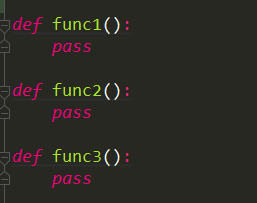 def func1():
    pass
def func2():
    pass
def func3():
    pass